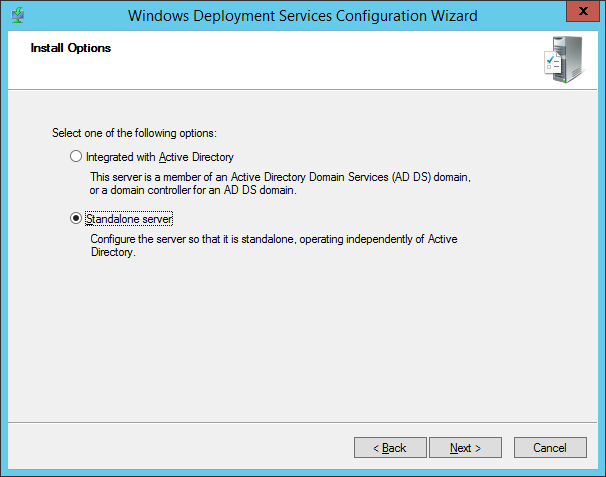 Windows Deployment Services Configuration Wizard
x
Install Options
Select one of the following options:
Integrated with Active Directory
This server is a member of an Active Directory Domain Services (AD DS) domain,
or a domain controller for an AD DS domain.
Standalone server
Configure the server so that it is standalone, operating independently of Active
Directory.
< Back
Next >
Cancel